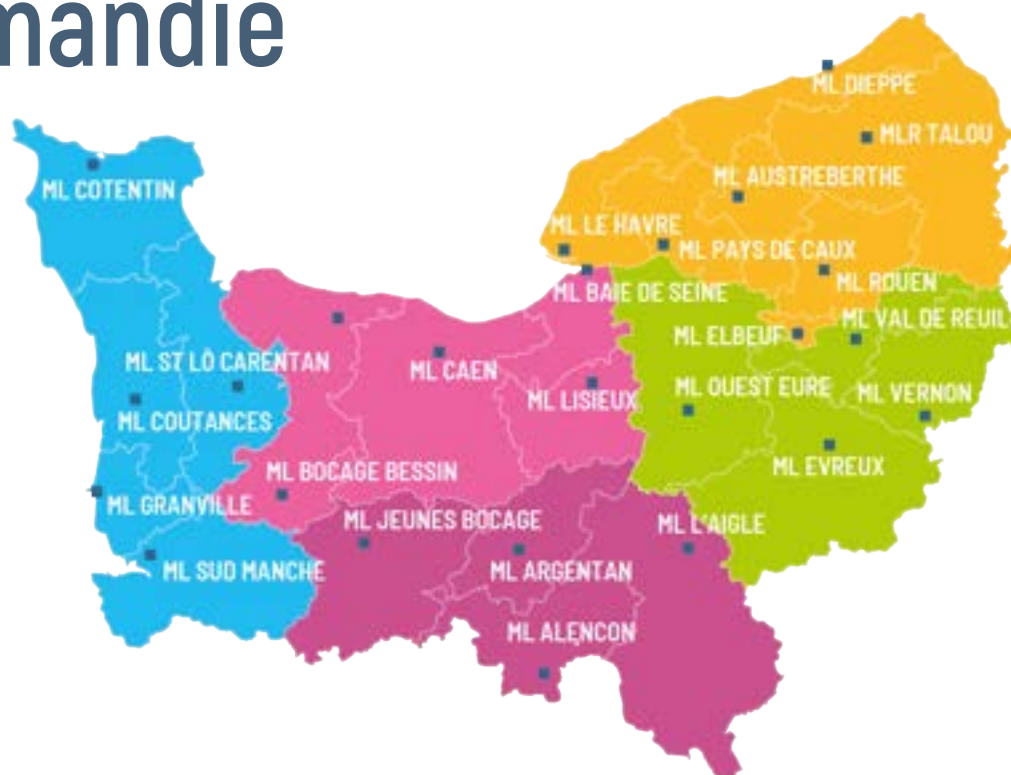 mandie
ML DIEPPE
MLR TALOU
ML AUSTREBERTHE
ML COTENTIN
ML LE HAVRE
ML PAYS DE CAUX
ML ROUEN
ML BAIE DE SEINE
ML VAL DE REUIL
ML ELBEUF
ML ST LÔ CARENTAN
ML CAEN
ML OUEST EURE
ML VERNON
ML LISIEUX
ML COUTANCES
ML EVREUX
ML BOCAGE BESSIN
ML GRANVILLE
ML JEUNES BOCAGE
ML L'AIGLE
ML SUD MANCHE
ML ARGENTAN
ML ALENÇON